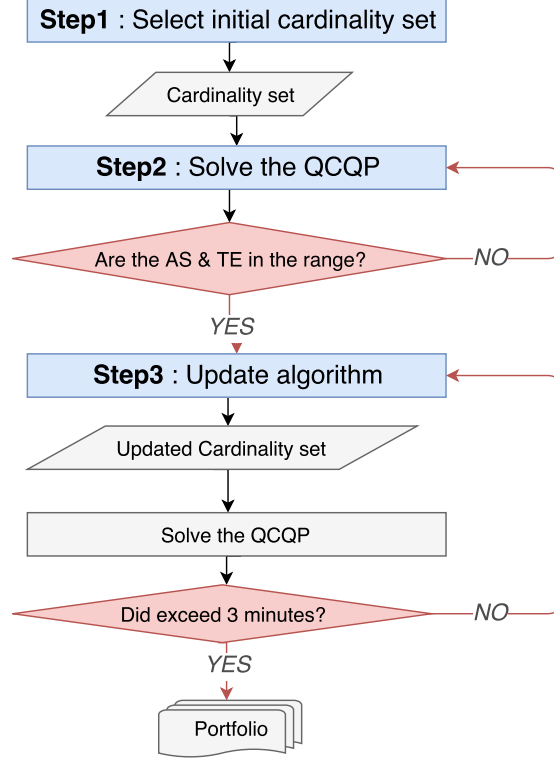 Step1 : Select initial cardinality set
Cardinality set
Step2 : Solve the QCQP
Are the AS & TE in the range?
NO
YES
Step3 : Update algorithm
Updated Cardinality set
Solve the QCQP
Did exceed 3 minutes?
NO
YES
Portfolio